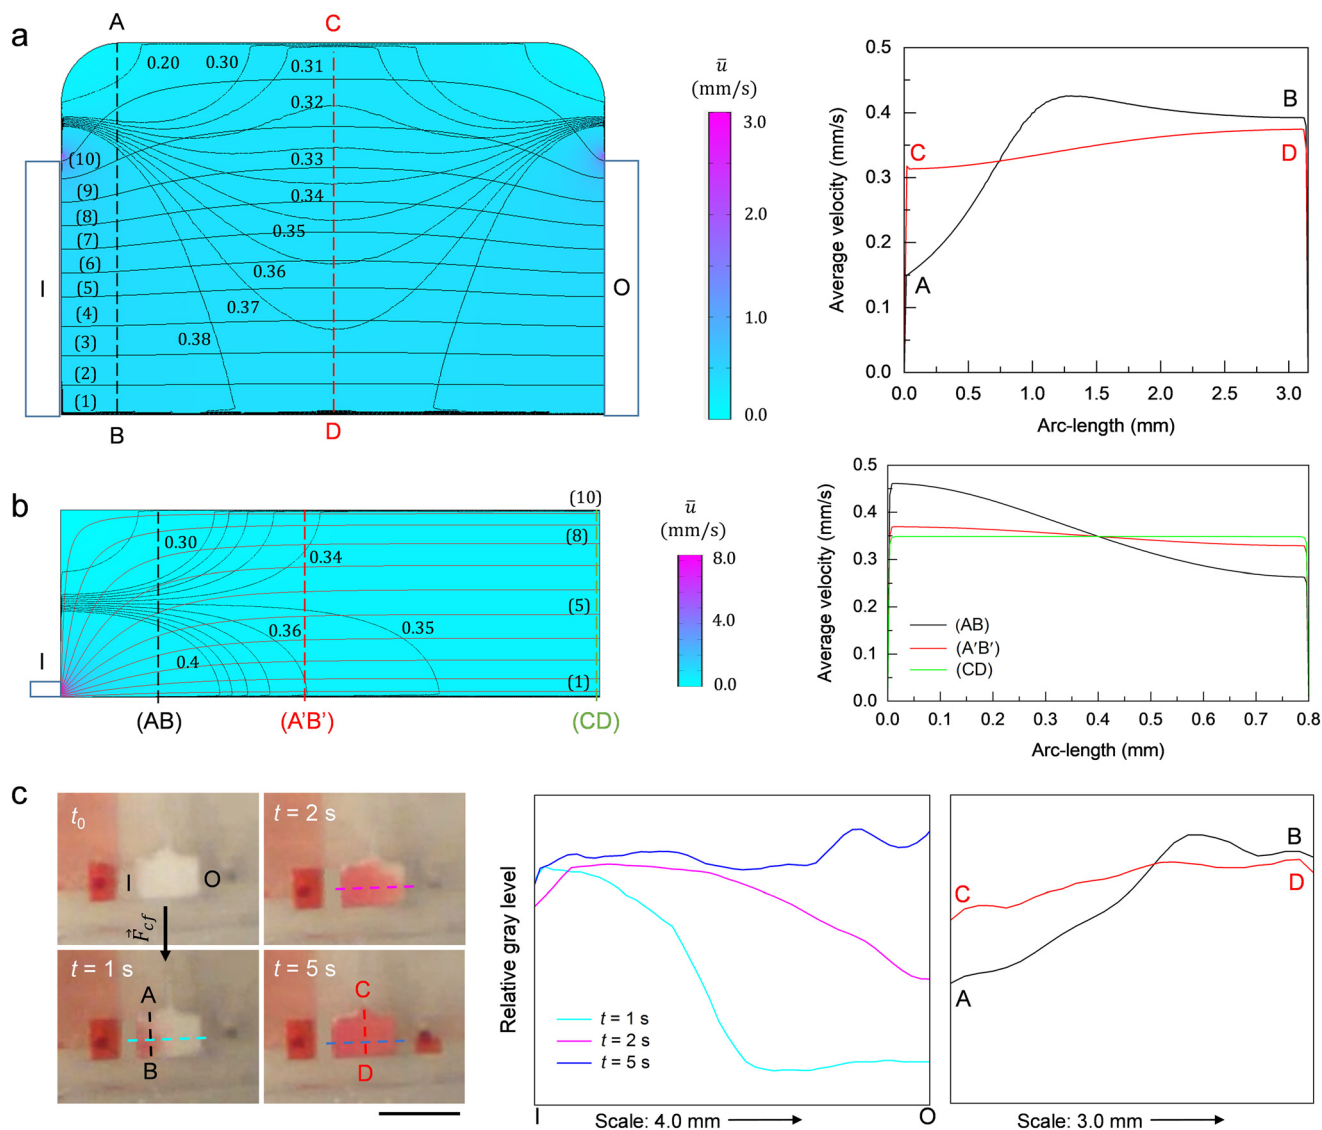 a
A
C
0.20
0.30
0.31
0.32
0.33
0.34
0.35
0.36
0.37
0.38
(10)
(9)
(8)
(7)
(6)
(5)
(4)
(3)
(2)
(1)
I
O
B
D
u̅
(mm/s)
3.0
2.0
1.0
0.0
Average velocity (mm/s)
0.5
0.4
0.3
0.2
0.1
0.0
A
B
C
D
0.0 0.5 1.0 1.5 2.0 2.5 3.0
Arc-length (mm)
b
I
0.30
0.34
0.36
0.35
0.4
(10)
(8)
(5)
(1)
(AB)
(A'B')
(CD)
u̅
(mm/s)
8.0
4.0
0.0
Average velocity (mm/s)
0.5
0.4
0.3
0.2
0.1
0.0
(AB)
(A′B′)
(CD)
0.0 0.1 0.2 0.3 0.4 0.5 0.6 0.7 0.8
Arc-length (mm)
c
t₀
I
O
F⃗cf
t = 2 s
t = 1 s
A
B
t = 5 s
C
D
Relative gray level
t = 1 s
t = 2 s
t = 5 s
I
Scale: 4.0 mm
O
C
A
B
D
Scale: 3.0 mm